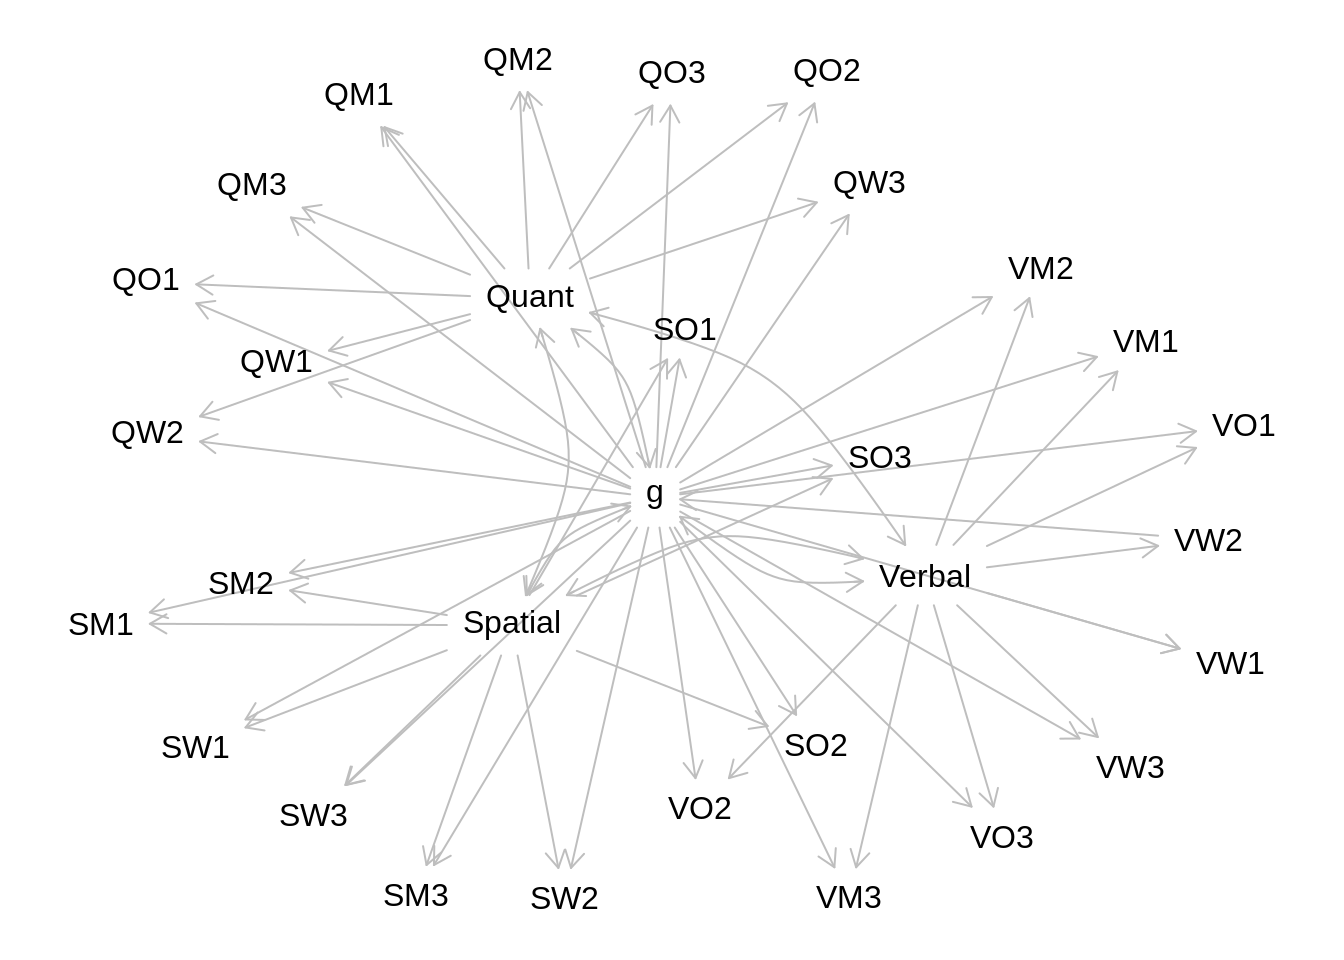 QM2
QO3
QO2
QM1
QM3
QW3
VM2
QO1
Quant
SO1
VM1
QW1
QW2
VO1
SO3
g
VW2
SM2
Verbal
SM1
Spatial
VW1
SW1
SO2
VW3
SW3
VO2
VO3
SM3
SW2
VM3